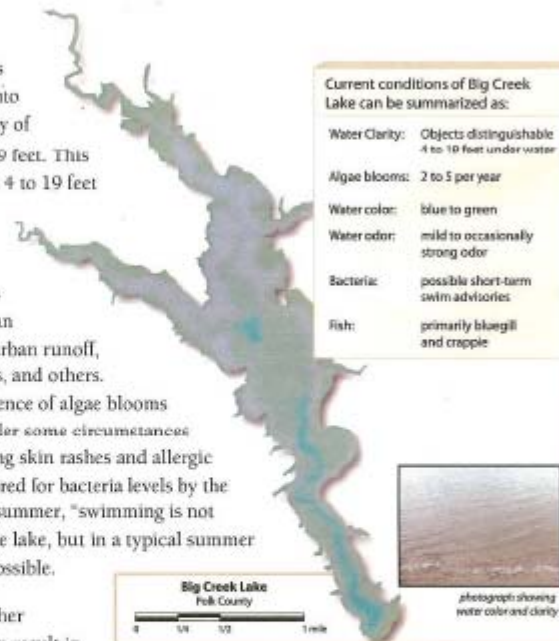 s
nto
y of
9 feet. This
4 to 19 feet
s
in
rban runoff,
s, and others.
ence of algae blooms
ler some circumstances
ng skin rashes and allergic
red for bacteria levels by the
summer, "swimming is not
e lake, but in a typical summer
ossible.
her
result in
Current conditions of Big Creek
Lake can be summarized as:
Water Clarity: Objects distinguishable
4 to 19 feet under water
Algae blooms: 2 to 5 per year
Water color: blue to green
Water odor: mild to occasionally
strong odor
Bacteria: possible short-term
swim advisories
Fish: primarily bluegill
and crappie
photograph showing
water color and clarity
Big Creek Lake
Polk County
0 1/4 1/2 1 mile